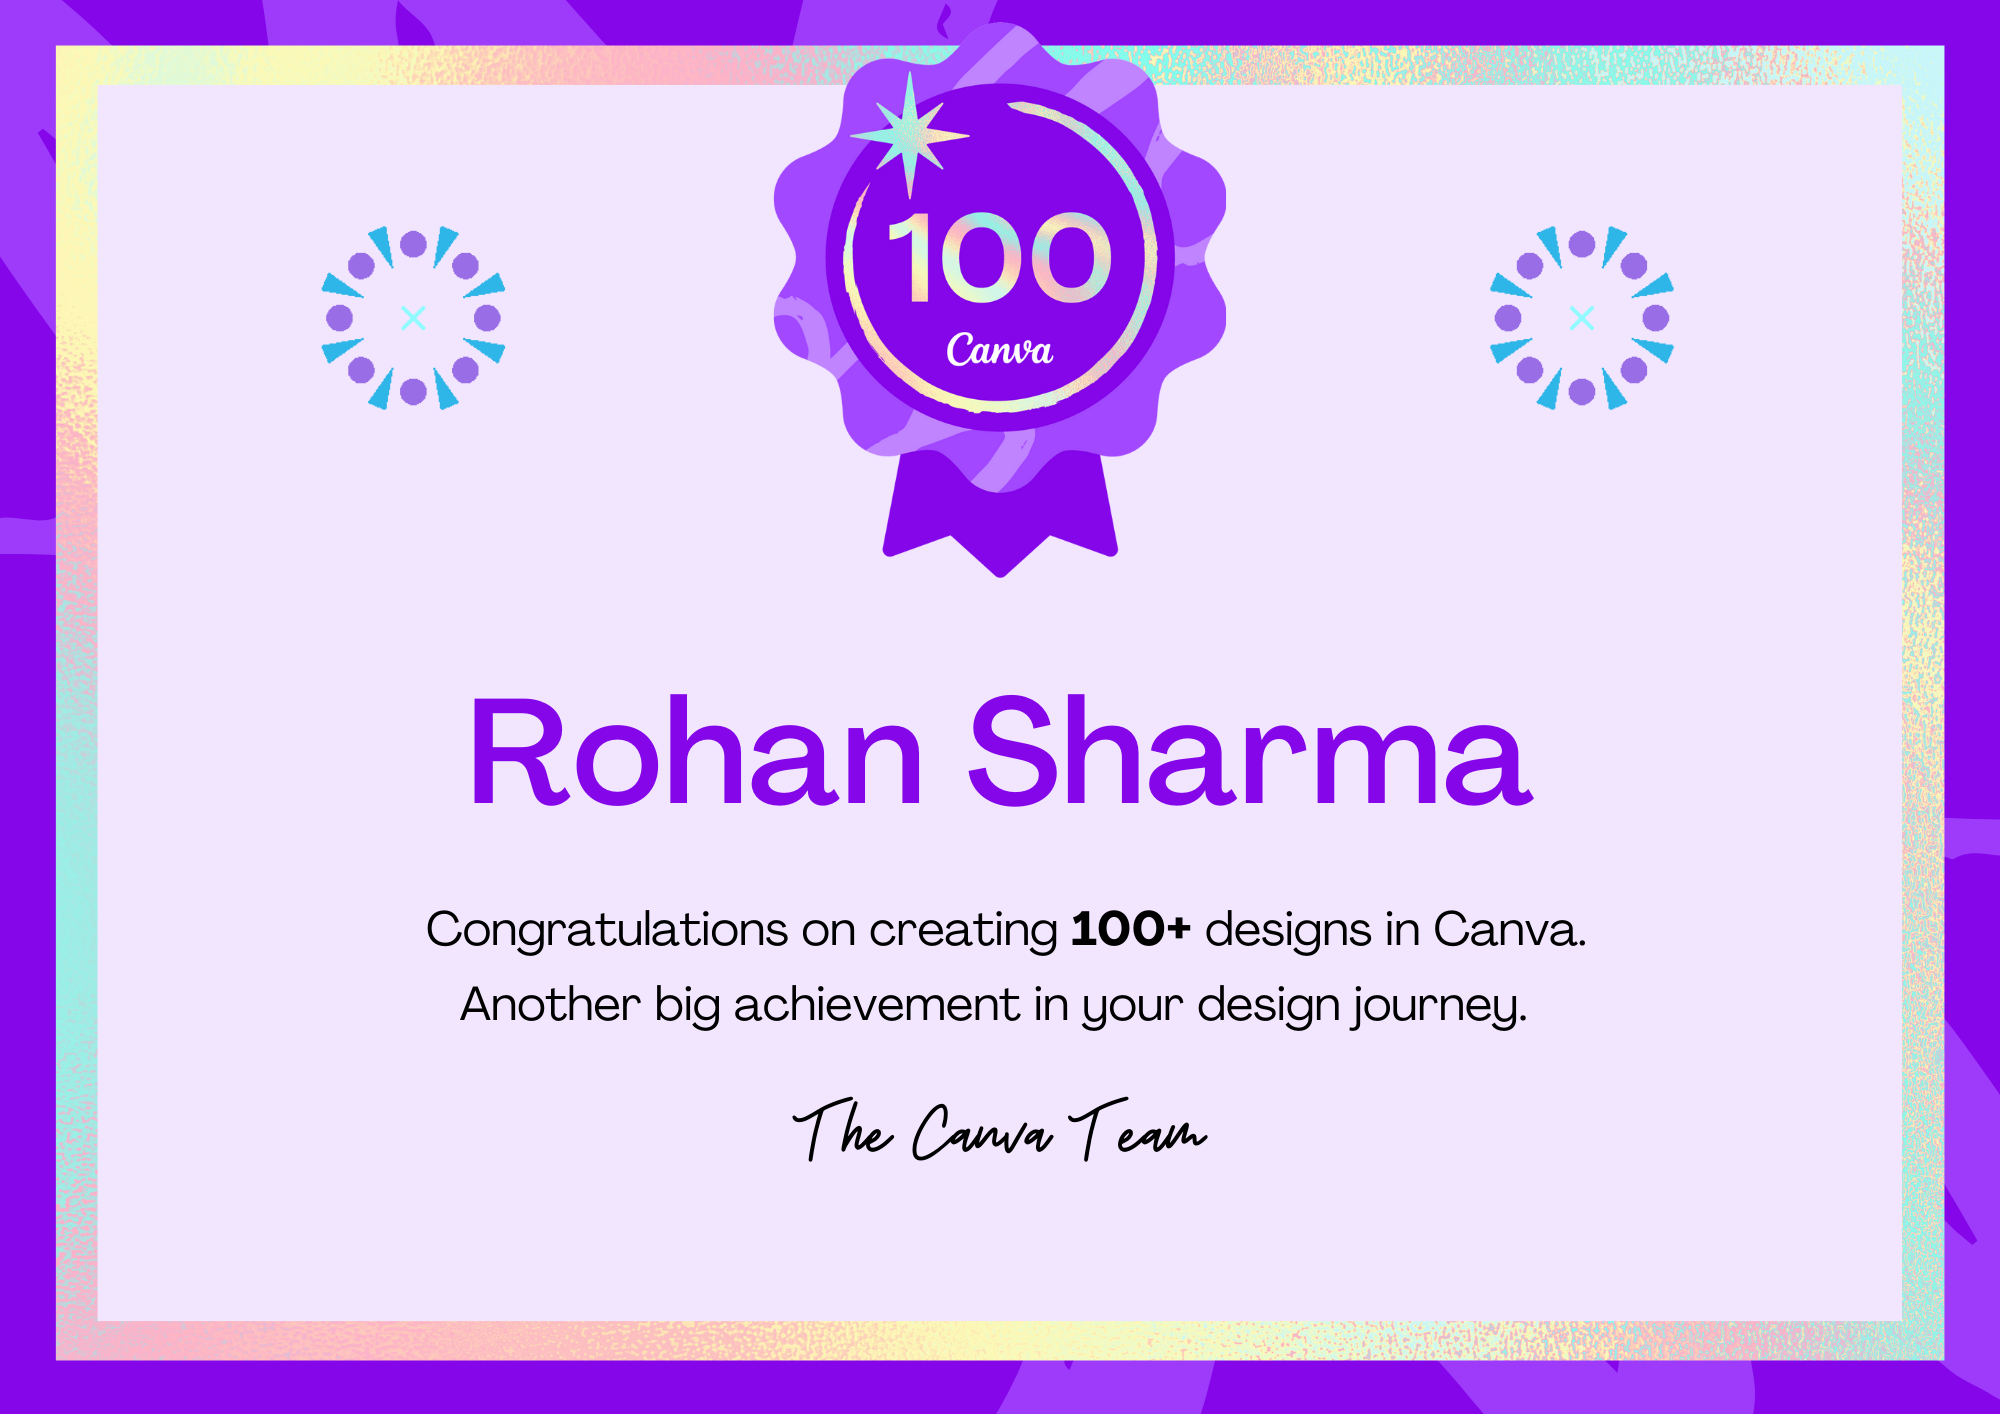 100
Canva
Rohan Sharma
Congratulations on creating 100+ designs in Canva.
Another big achievement in your design journey.
The Canva Team